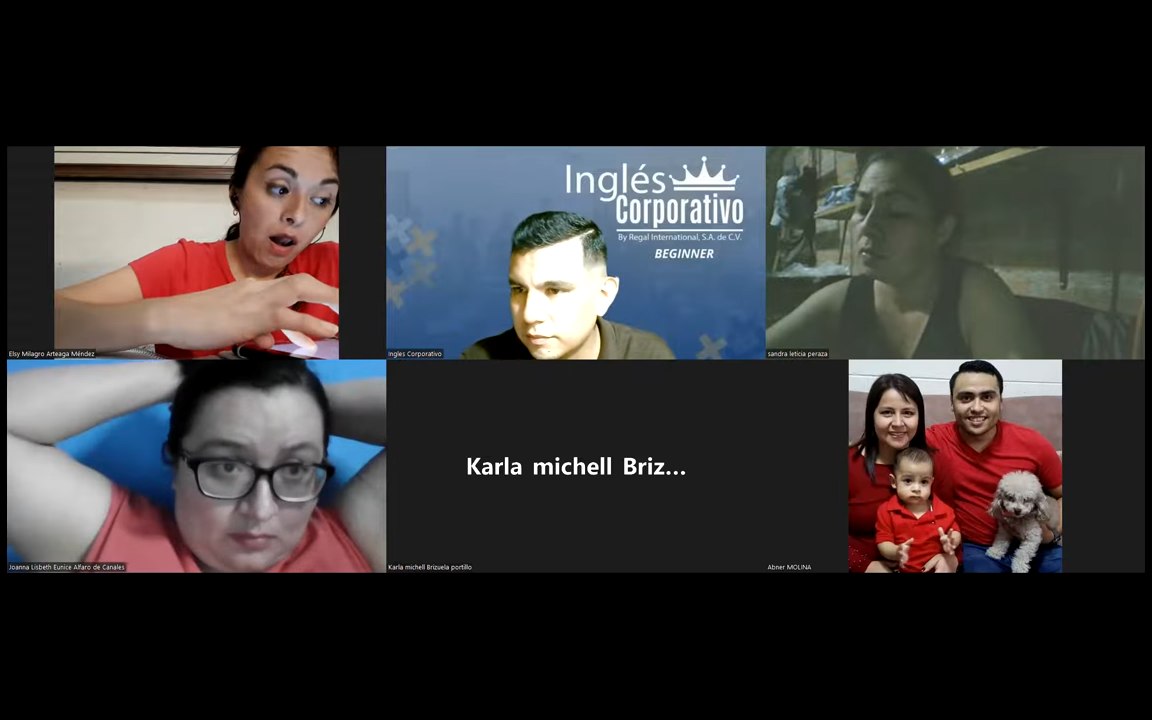 Inglés
Corporativo
By Regal International, S.A. de C.V.
BEGINNER
Elsy Milagro Arteaga Méndez
Ingles Corporativo
sandra leticia peraza
Karla michell Briz...
Joanna Lisbeth Eunice Alfaro de Canales
Karla michell Brizuela portillo
Abner MOLINA